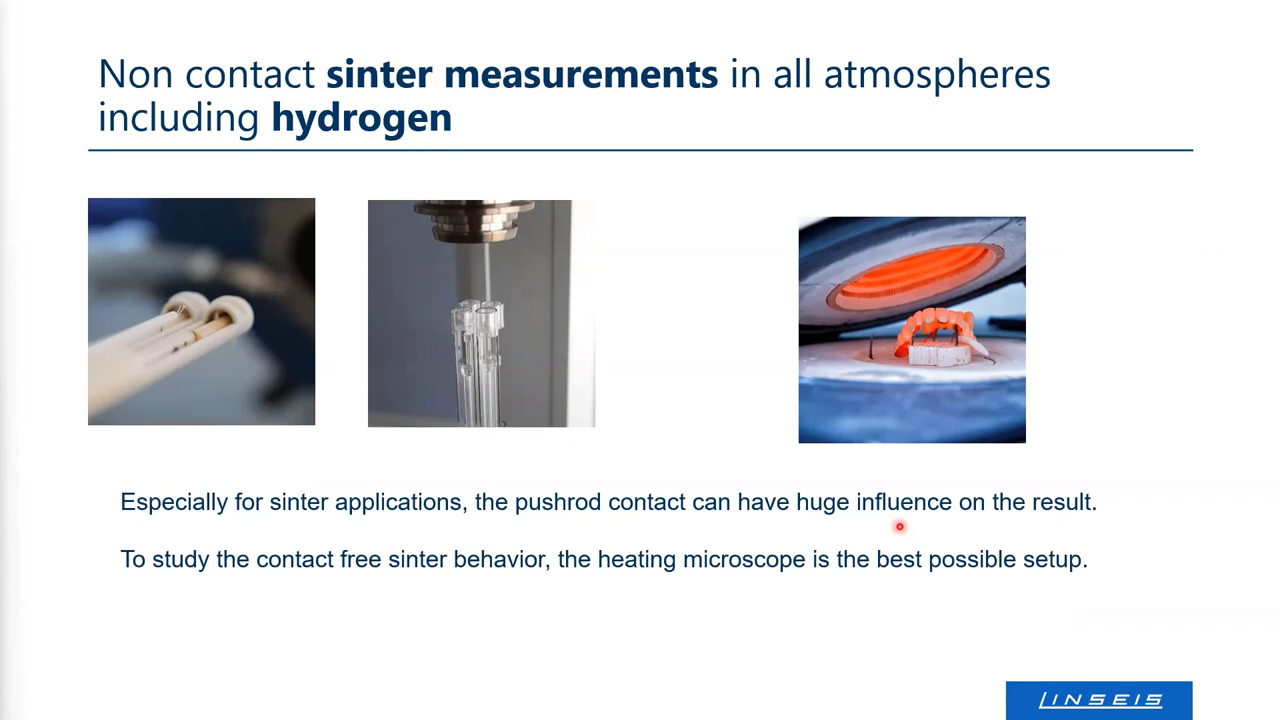 Non contact sinter measurements in all atmospheres
including hydrogen
Especially for sinter applications, the pushrod contact can have huge influence on the result.
To study the contact free sinter behavior, the heating microscope is the best possible setup.
LINSEIS